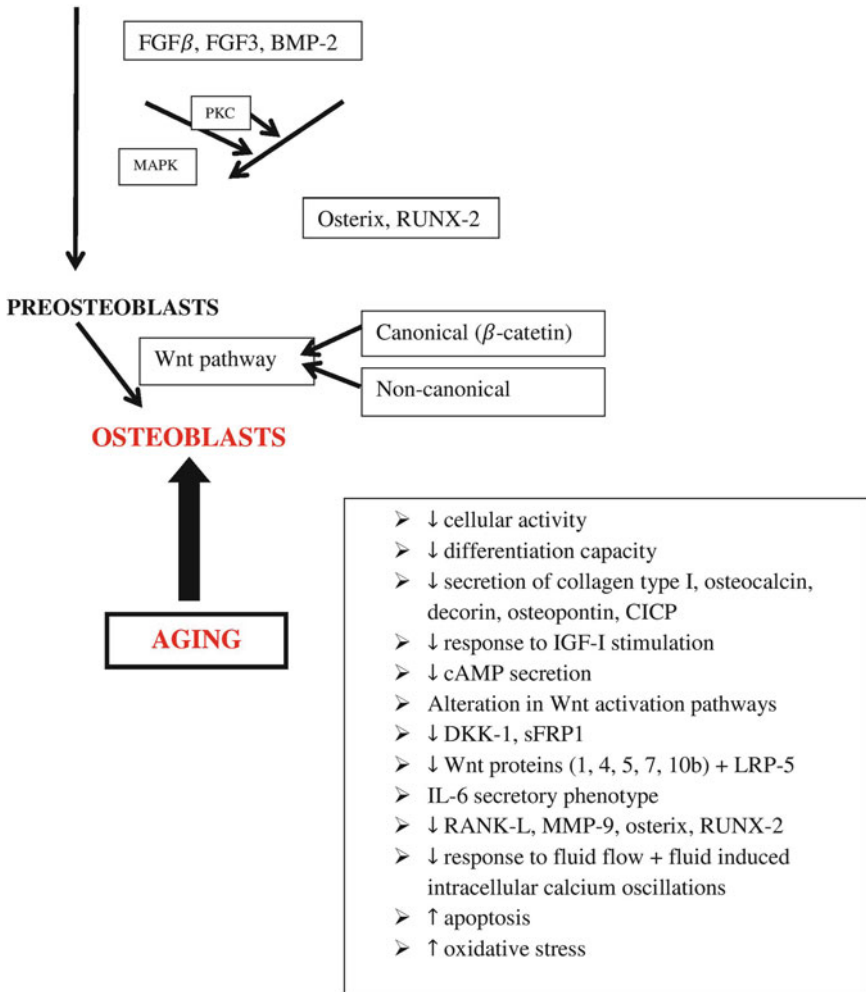 FGFβ, FGF3, BMP-2
PKC
MAPK
Osterix, RUNX-2
PREOSTEOBLASTS
Canonical (β-catetin)
Wnt pathway
Non-canonical
OSTEOBLASTS
➢ ↓ cellular activity
➢ ↓ differentiation capacity
➢ ↓ secretion of collagen type I, osteocalcin,
decorin, osteopontin, CICP
AGING
➢ ↓ response to IGF-I stimulation
➢ ↓ cAMP secretion
➢ Alteration in Wnt activation pathways
➢ ↓ DKK-1, sFRP1
➢ ↓ Wnt proteins (1, 4, 5, 7, 10b) + LRP-5
➢ IL-6 secretory phenotype
➢ ↓ RANK-L, MMP-9, osterix, RUNX-2
➢ ↓ response to fluid flow + fluid induced
intracellular calcium oscillations
➢ ↑ apoptosis
➢ ↑ oxidative stress